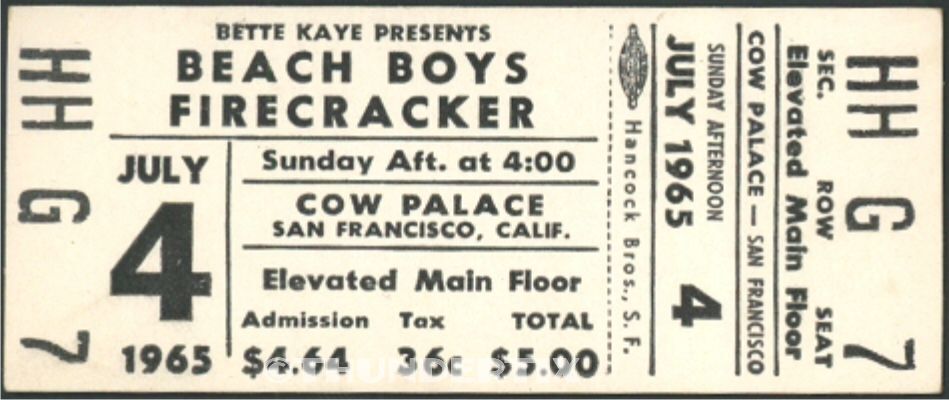 HH G 7
BETTE KAYE PRESENTS
BEACH BOYS
FIRECRACKER
JULY
4
1965
Sunday Aft. at 4:00
COW PALACE
SAN FRANCISCO, CALIF.
Elevated Main Floor
Admission Tax TOTAL
$4.64 36c $5.00
Hancock Bros., S. F.
JULY 1965 4
SUNDAY AFTERNOON
COW PALACE — SAN FRANCISCO
Elevated Main Floor
SEC. ROW SEAT
HH G 7